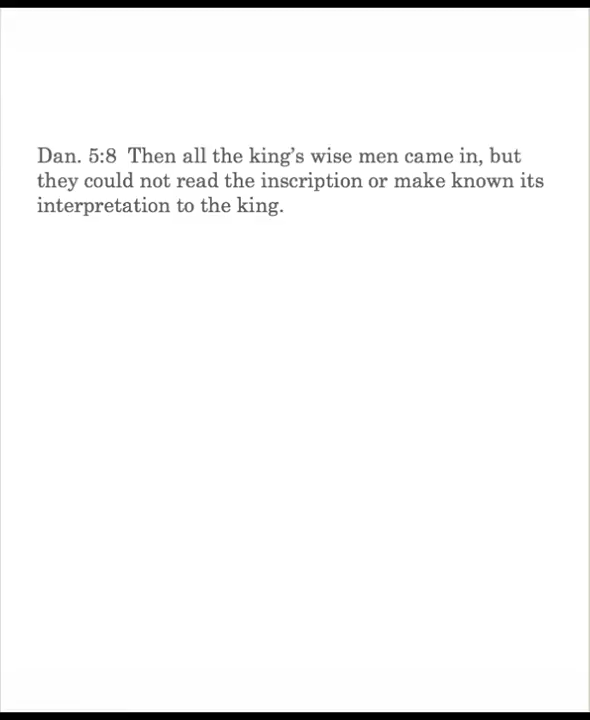 Dan. 5:8  Then all the king’s wise men came in, but
they could not read the inscription or make known its
interpretation to the king.